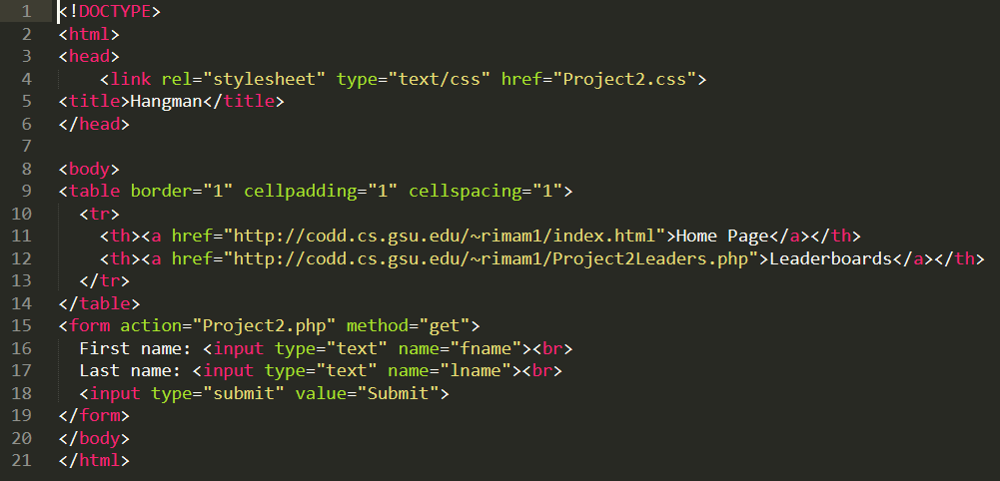 1 <!DOCTYPE>
2 <html>
3 <head>
4     <link rel="stylesheet" type="text/css" href="Project2.css">
5 <title>Hangman</title>
6 </head>
7
8 <body>
9 <table border="1" cellpadding="1" cellspacing="1">
10   <tr>
11     <th><a href="http://codd.cs.gsu.edu/~rimam1/index.html">Home Page</a></th>
12     <th><a href="http://codd.cs.gsu.edu/~rimam1/Project2Leaders.php">Leaderboards</a></th>
13   </tr>
14 </table>
15 <form action="Project2.php" method="get">
16   First name: <input type="text" name="fname"><br>
17   Last name: <input type="text" name="lname"><br>
18   <input type="submit" value="Submit">
19 </form>
20 </body>
21 </html>